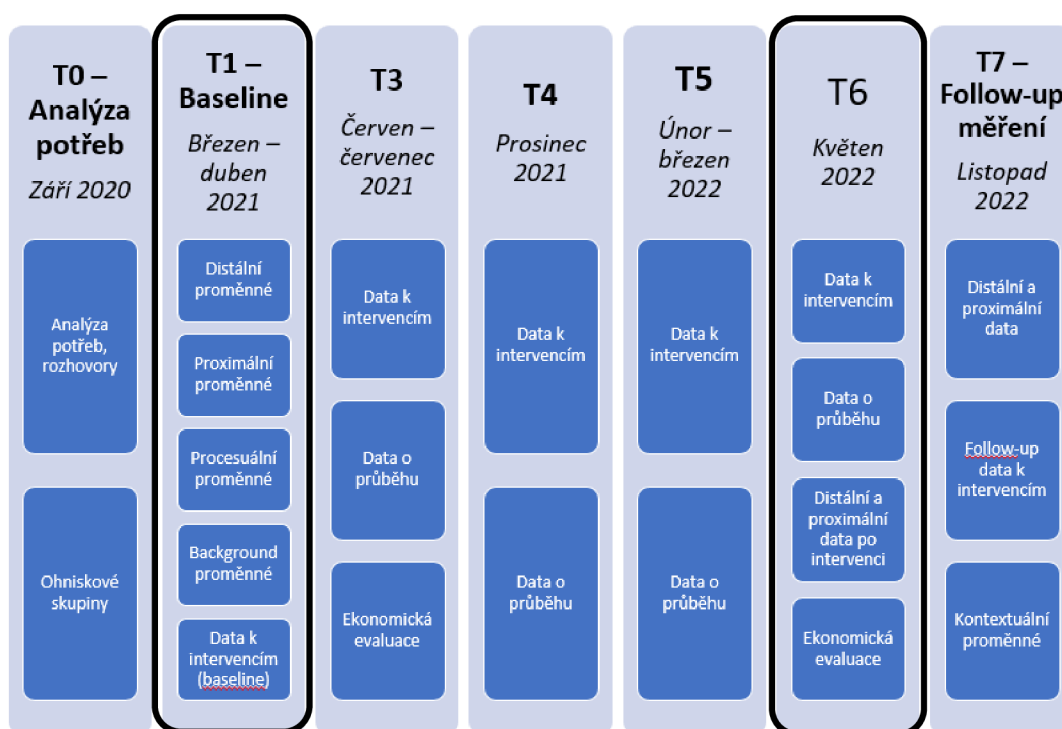 T0 –
Analýza
potřeb
Září 2020
Analýza
potřeb,
rozhovory
Ohniskové
skupiny
T1 –
Baseline
Březen –
duben
2021
Distální
proměnné
Proximální
proměnné
Procesuální
proměnné
Background
proměnné
Data k
intervencím
(baseline)
T3
Červen –
červenec
2021
Data k
intervencím
Data o
průběhu
Ekonomická
evaluace
T4
Prosinec
2021
Data k
intervencím
Data o
průběhu
T5
Únor –
březen
2022
Data k
intervencím
Data o
průběhu
T6
Květen
2022
Data k
intervencím
Data o
průběhu
Distální a
proximální
data po
intervenci
Ekonomická
evaluace
T7 –
Follow-up
měření
Listopad
2022
Distální a
proximální
data
Follow-up
data k
intervencím
Kontextuální
proměnné